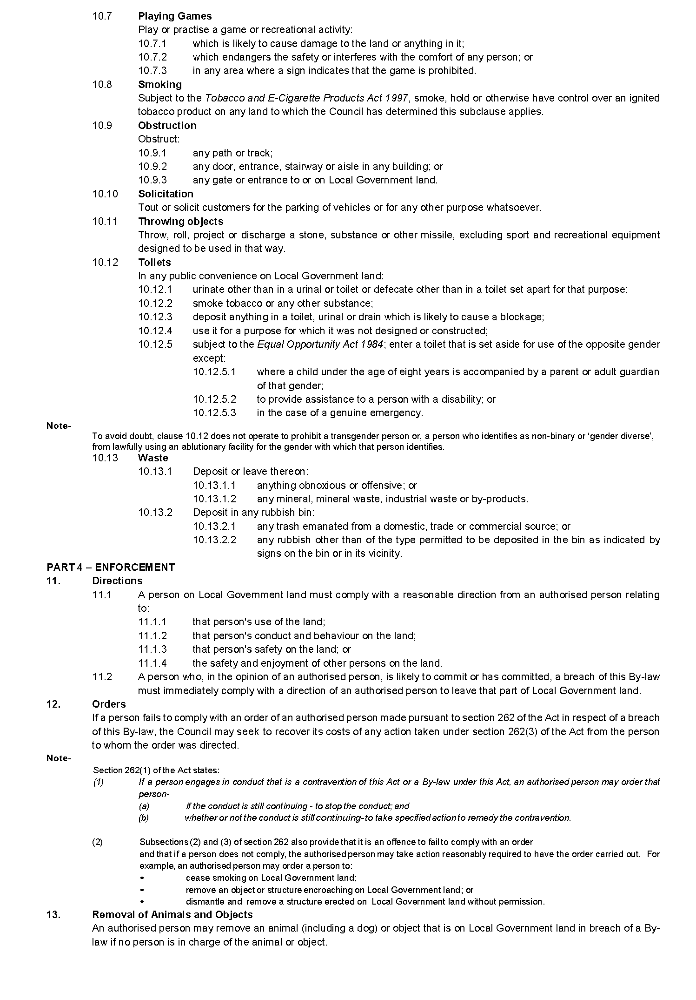 10.7 Playing Games
Play or practise a game or recreational activity:
10.7.1 which is likely to cause damage to the land or anything in it;
10.7.2 which endangers the safety or interferes with the comfort of any person; or
10.7.3 in any area where a sign indicates that the game is prohibited.
10.8 Smoking
Subject to the Tobacco and E-Cigarette Products Act 1997, smoke, hold or otherwise have control over an ignited
tobacco product on any land to which the Council has determined this subclause applies.
10.9 Obstruction
Obstruct:
10.9.1 any path or track;
10.9.2 any door, entrance, stairway or aisle in any building; or
10.9.3 any gate or entrance to or on Local Government land.
10.10 Solicitation
Tout or solicit customers for the parking of vehicles or for any other purpose whatsoever.
10.11 Throwing objects
Throw, roll, project or discharge a stone, substance or other missile, excluding sport and recreational equipment
designed to be used in that way.
10.12 Toilets
In any public convenience on Local Government land:
10.12.1 urinate other than in a urinal or toilet or defecate other than in a toilet set apart for that purpose;
10.12.2 smoke tobacco or any other substance;
10.12.3 deposit anything in a toilet, urinal or drain which is likely to cause a blockage;
10.12.4 use it for a purpose for which it was not designed or constructed;
10.12.5 subject to the Equal Opportunity Act 1984; enter a toilet that is set aside for use of the opposite gender
except:
10.12.5.1 where a child under the age of eight years is accompanied by a parent or adult guardian
of that gender;
10.12.5.2 to provide assistance to a person with a disability; or
10.12.5.3 in the case of a genuine emergency.
Note-
To avoid doubt, clause 10.12 does not operate to prohibit a transgender person or, a person who identifies as non-binary or ‘gender diverse’,
from lawfully using an ablutionary facility for the gender with which that person identifies.
10.13 Waste
10.13.1 Deposit or leave thereon:
10.13.1.1 anything obnoxious or offensive; or
10.13.1.2 any mineral, mineral waste, industrial waste or by-products.
10.13.2 Deposit in any rubbish bin:
10.13.2.1 any trash emanated from a domestic, trade or commercial source; or
10.13.2.2 any rubbish other than of the type permitted to be deposited in the bin as indicated by
signs on the bin or in its vicinity.
PART 4 – ENFORCEMENT
11. Directions
11.1 A person on Local Government land must comply with a reasonable direction from an authorised person relating
to:
11.1.1 that person's use of the land;
11.1.2 that person's conduct and behaviour on the land;
11.1.3 that person's safety on the land; or
11.1.4 the safety and enjoyment of other persons on the land.
11.2 A person who, in the opinion of an authorised person, is likely to commit or has committed, a breach of this By-law
must immediately comply with a direction of an authorised person to leave that part of Local Government land.
12. Orders
If a person fails to comply with an order of an authorised person made pursuant to section 262 of the Act in respect of a breach
of this By-law, the Council may seek to recover its costs of any action taken under section 262(3) of the Act from the person
to whom the order was directed.
Note-
Section 262(1) of the Act states:
(1) If a person engages in conduct that is a contravention of this Act or a By-law under this Act, an authorised person may order that
person-
(a) if the conduct is still continuing - to stop the conduct; and
(b) whether or not the conduct is still continuing- to take specified action to remedy the contravention.
(2) Subsections (2) and (3) of section 262 also provide that it is an offence to fail to comply with an order
and that if a person does not comply, the authorised person may take action reasonably required to have the order carried out. For
example, an authorised person may order a person to:
• cease smoking on Local Government land;
• remove an object or structure encroaching on Local Government land; or
• dismantle and remove a structure erected on Local Government land without permission.
13. Removal of Animals and Objects
An authorised person may remove an animal (including a dog) or object that is on Local Government land in breach of a By-
law if no person is in charge of the animal or object.